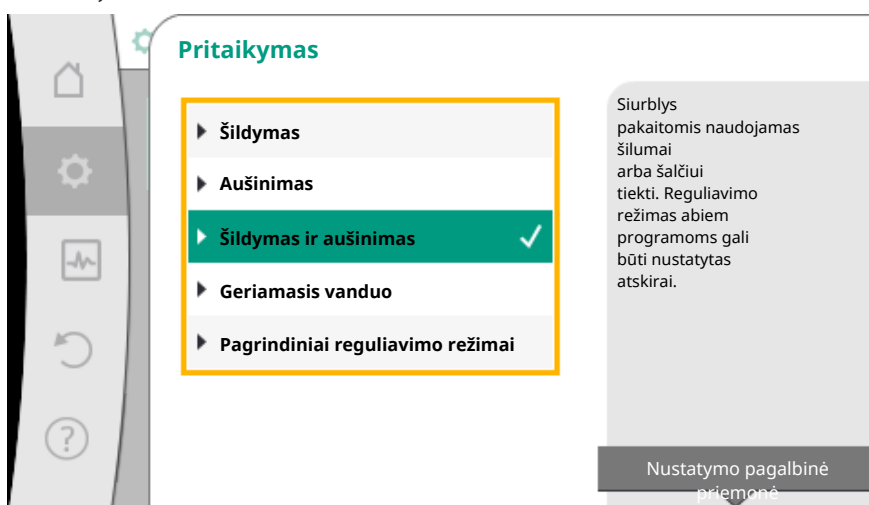 Pritaikymas
Šildymas
Aušinimas
Šildymas ir aušinimas
Geriamasis vanduo
Pagrindiniai reguliavimo režimai
Siurblys
pakaitomis naudojamas
šilumai
arba šalčiui
tiekti. Reguliavimo
režimas abiem
programoms gali
būti nustatytas
atskirai.
Nustatymo pagalbinė
priemonė